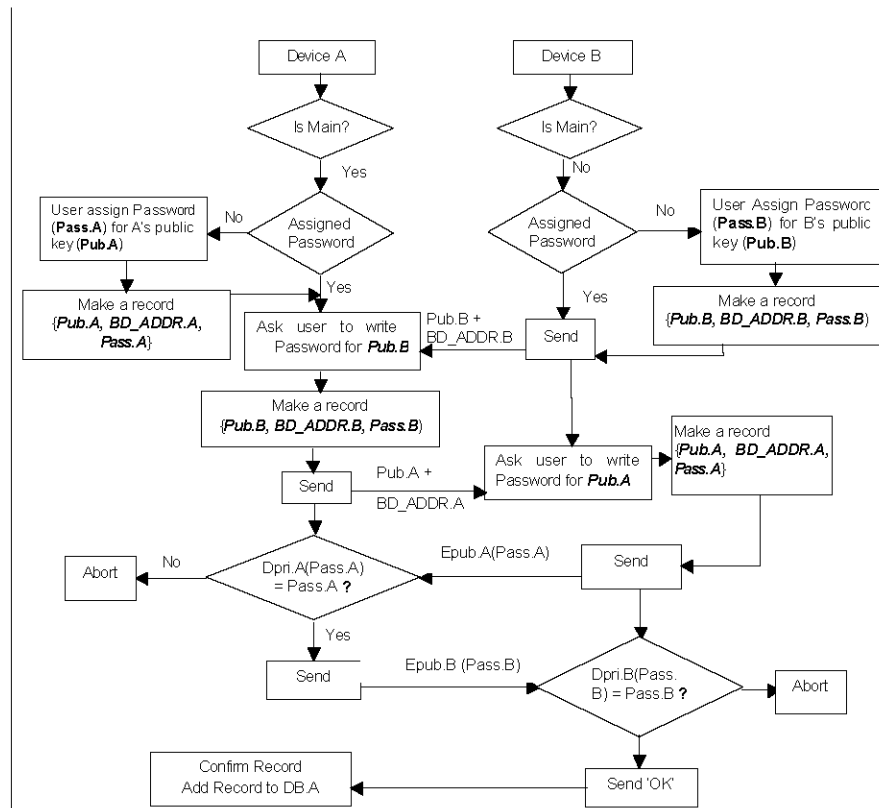 Device A
Device B
Is Main?
Is Main?
Yes
No
User assign Password
(Pass.A) for A's public
key (Pub.A)
No
Assigned
Password
Assigned
Password
No
User Assign Password
(Pass.B) for B's public
key (Pub.B)
Yes
Yes
Make a record
{Pub.A, BD_ADDR.A,
Pass.A}
Ask user to write
Password for Pub.B
Pub.B +
BD_ADDR.B
Send
Make a record
{Pub.B, BD_ADDR.B, Pass.B)
Make a record
{Pub.B, BD_ADDR.B, Pass.B)
Send
Pub.A +
BD_ADDR.A
Ask user to write
Password for Pub.A
Make a record
{Pub.A, BD_ADDR.A,
Pass.A}
Abort
No
Dpri.A(Pass.A)
= Pass.A ?
Epub.A(Pass.A)
Send
Yes
Send
Epub.B (Pass.B)
Dpri.B(Pass.
B) = Pass.B ?
Abort
Confirm Record
Add Record to DB.A
Send 'OK'